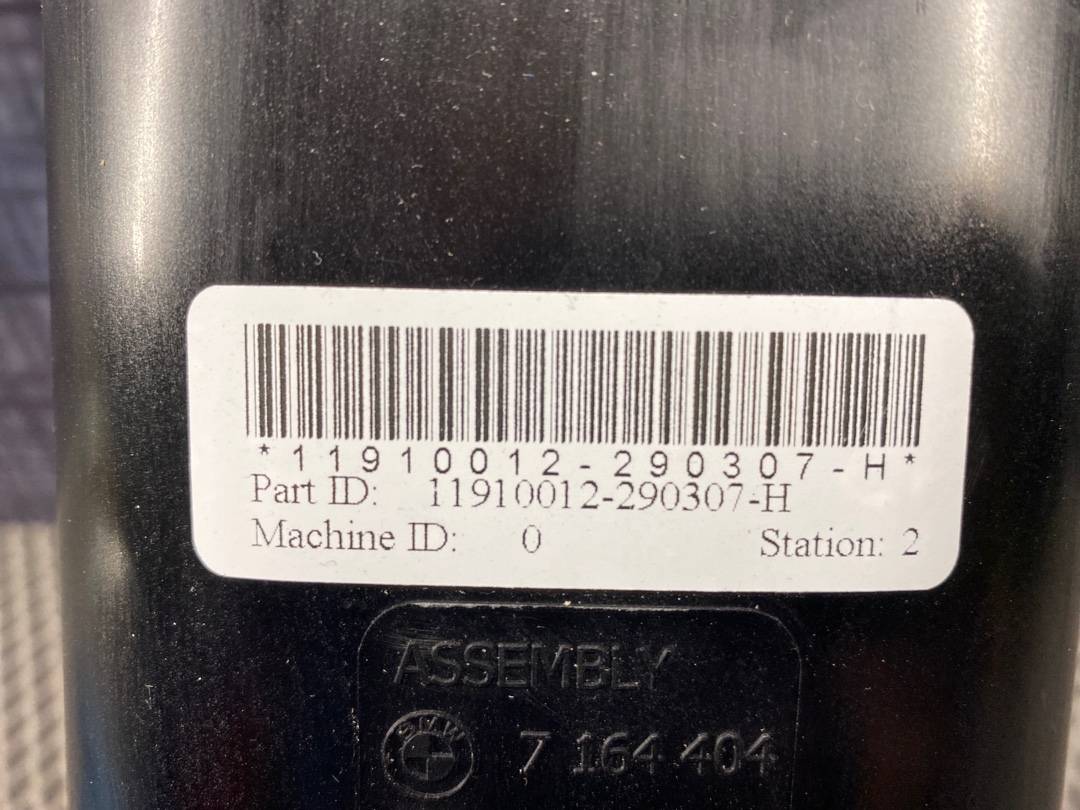 *11910012-290307-H*
Part ID: 11910012-290307-H
Machine ID: 0 Station: 2
ASSEMBLY
BMW 7 164 404